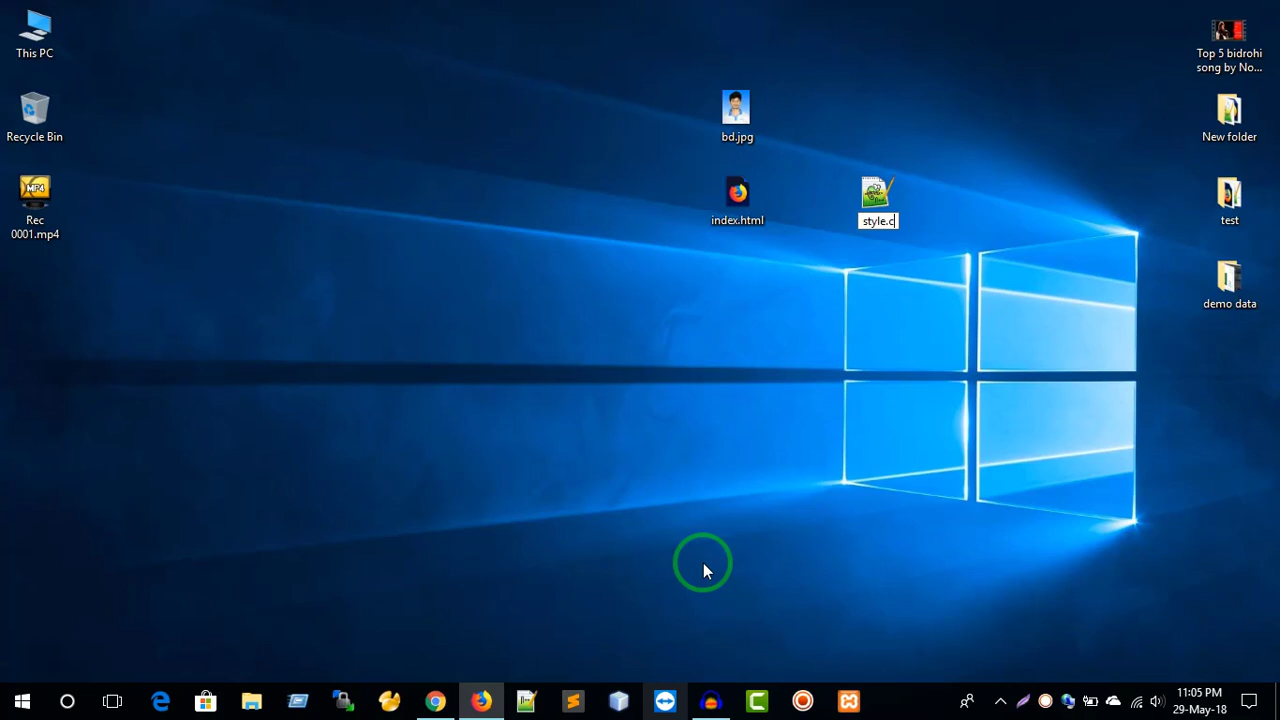 This PC
Recycle Bin
MP4
Rec
0001.mp4
bd.jpg
index.html
style.c
Top 5 bidrohi
song by No...
New folder
test
demo data
11:05 PM
29-May-18